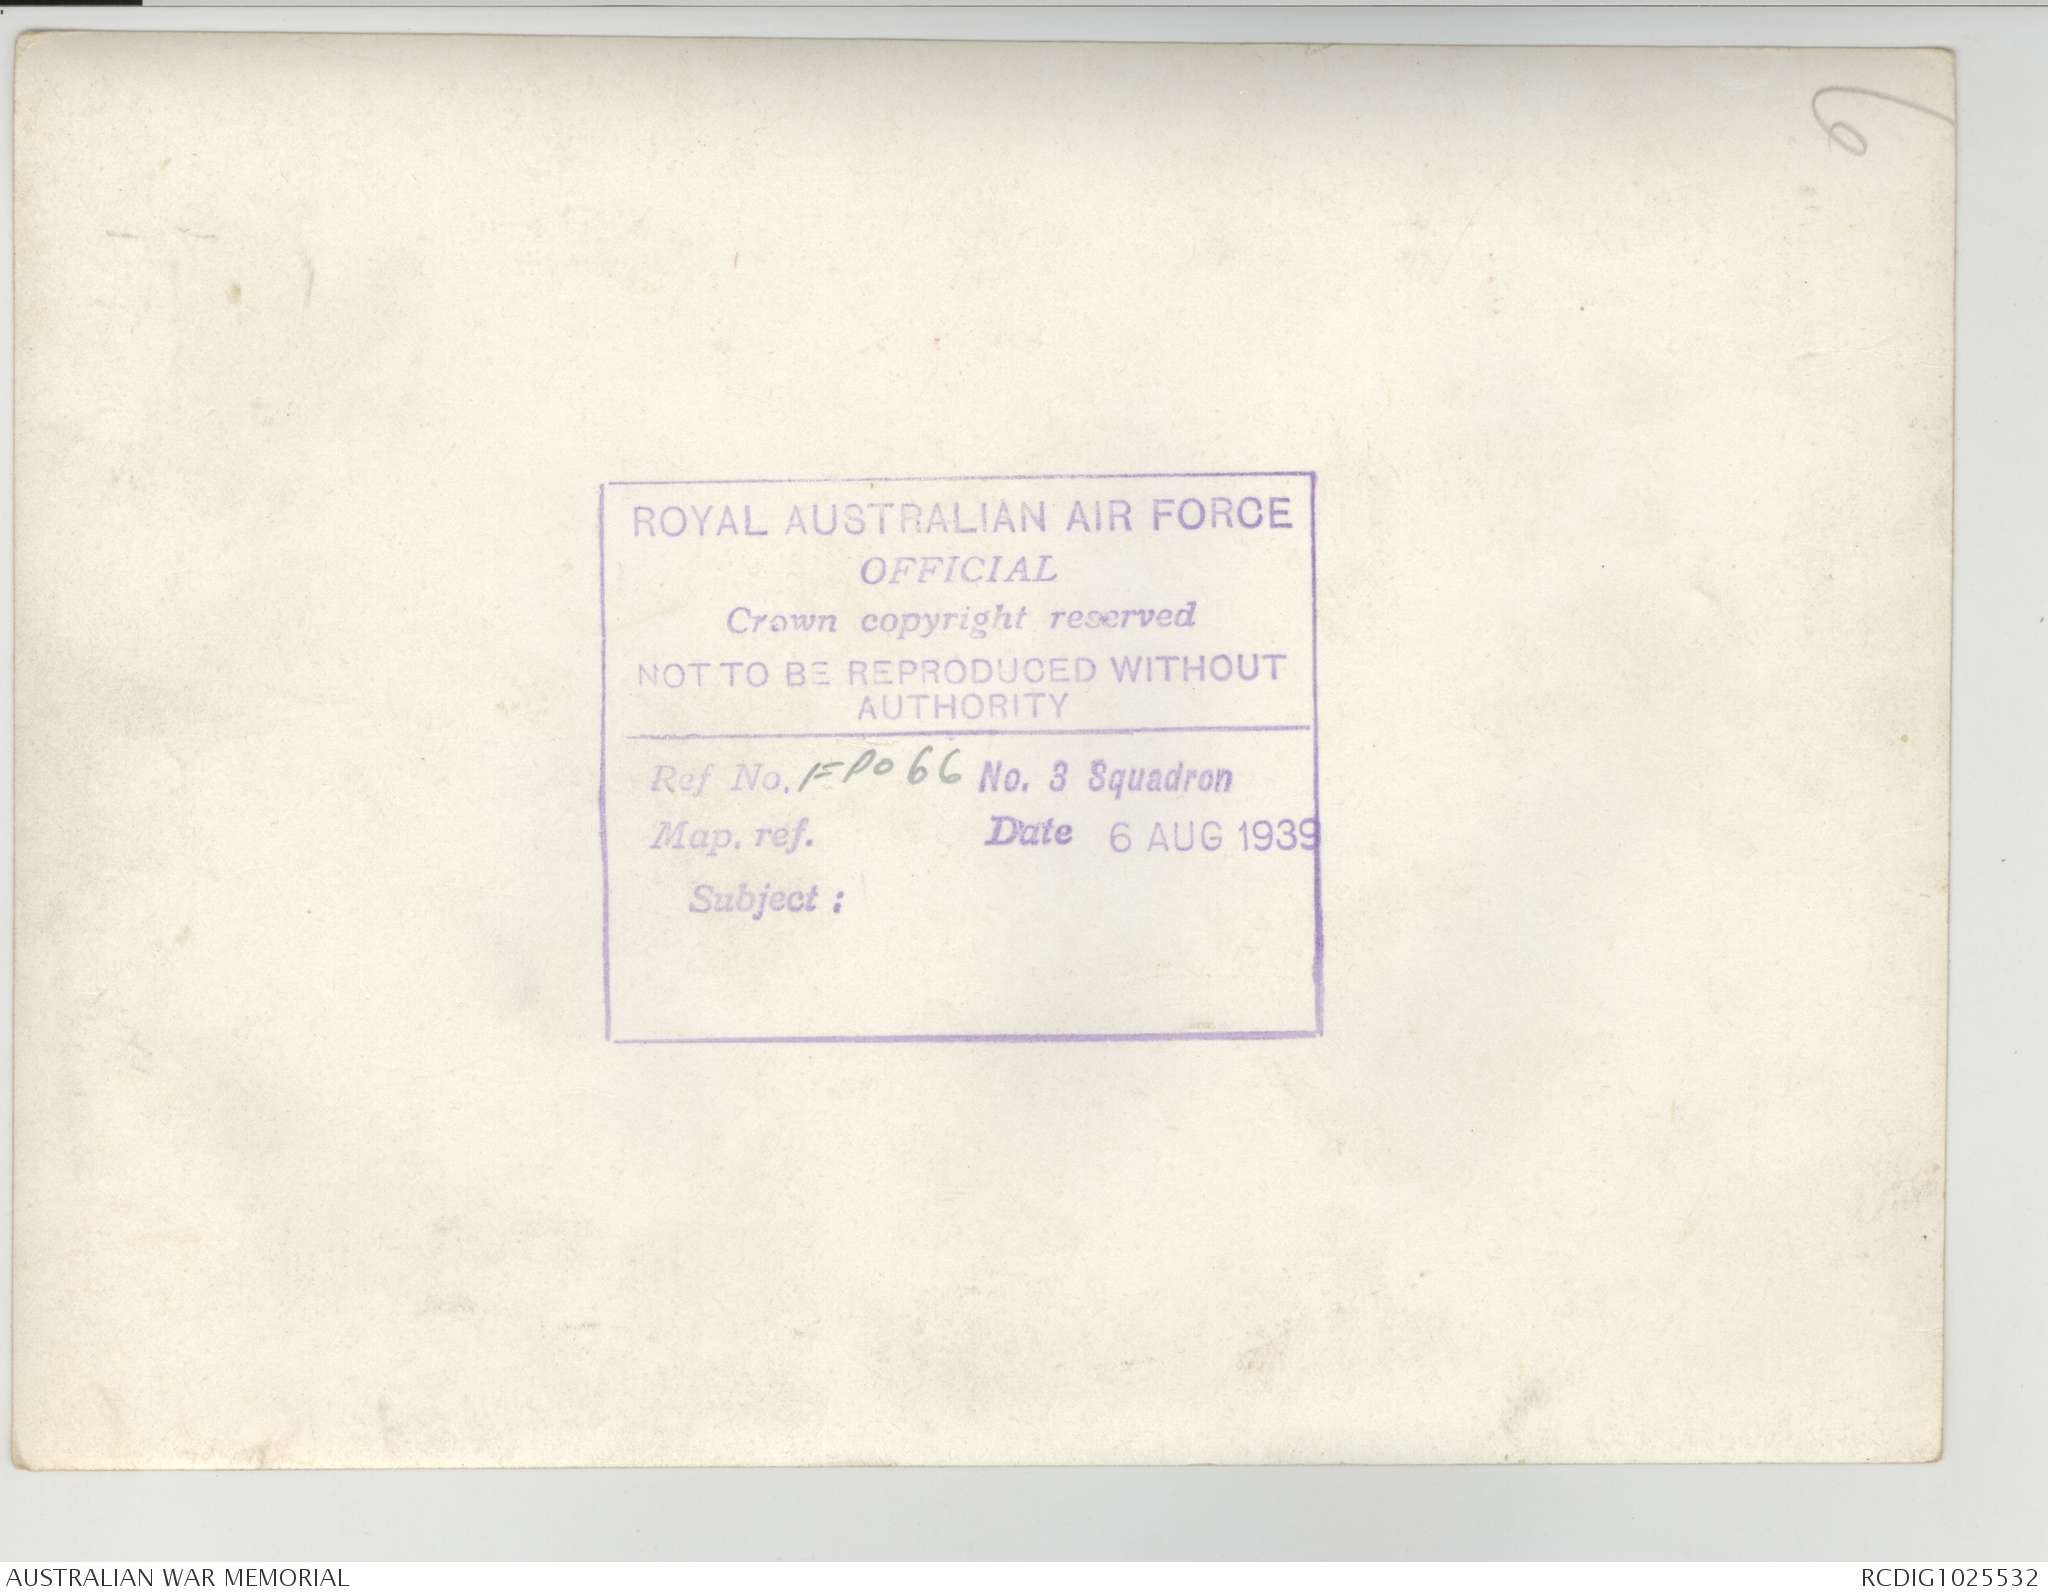 6
ROYAL AUSTRALIAN AIR FORCE
OFFICIAL
Crown copyright reserved
NOT TO BE REPRODUCED WITHOUT
AUTHORITY
Ref No. FP066 No. 3 Squadron
Map. ref. Date 6 AUG 1939
Subject :
AUSTRALIAN WAR MEMORIAL RCDIG1025532